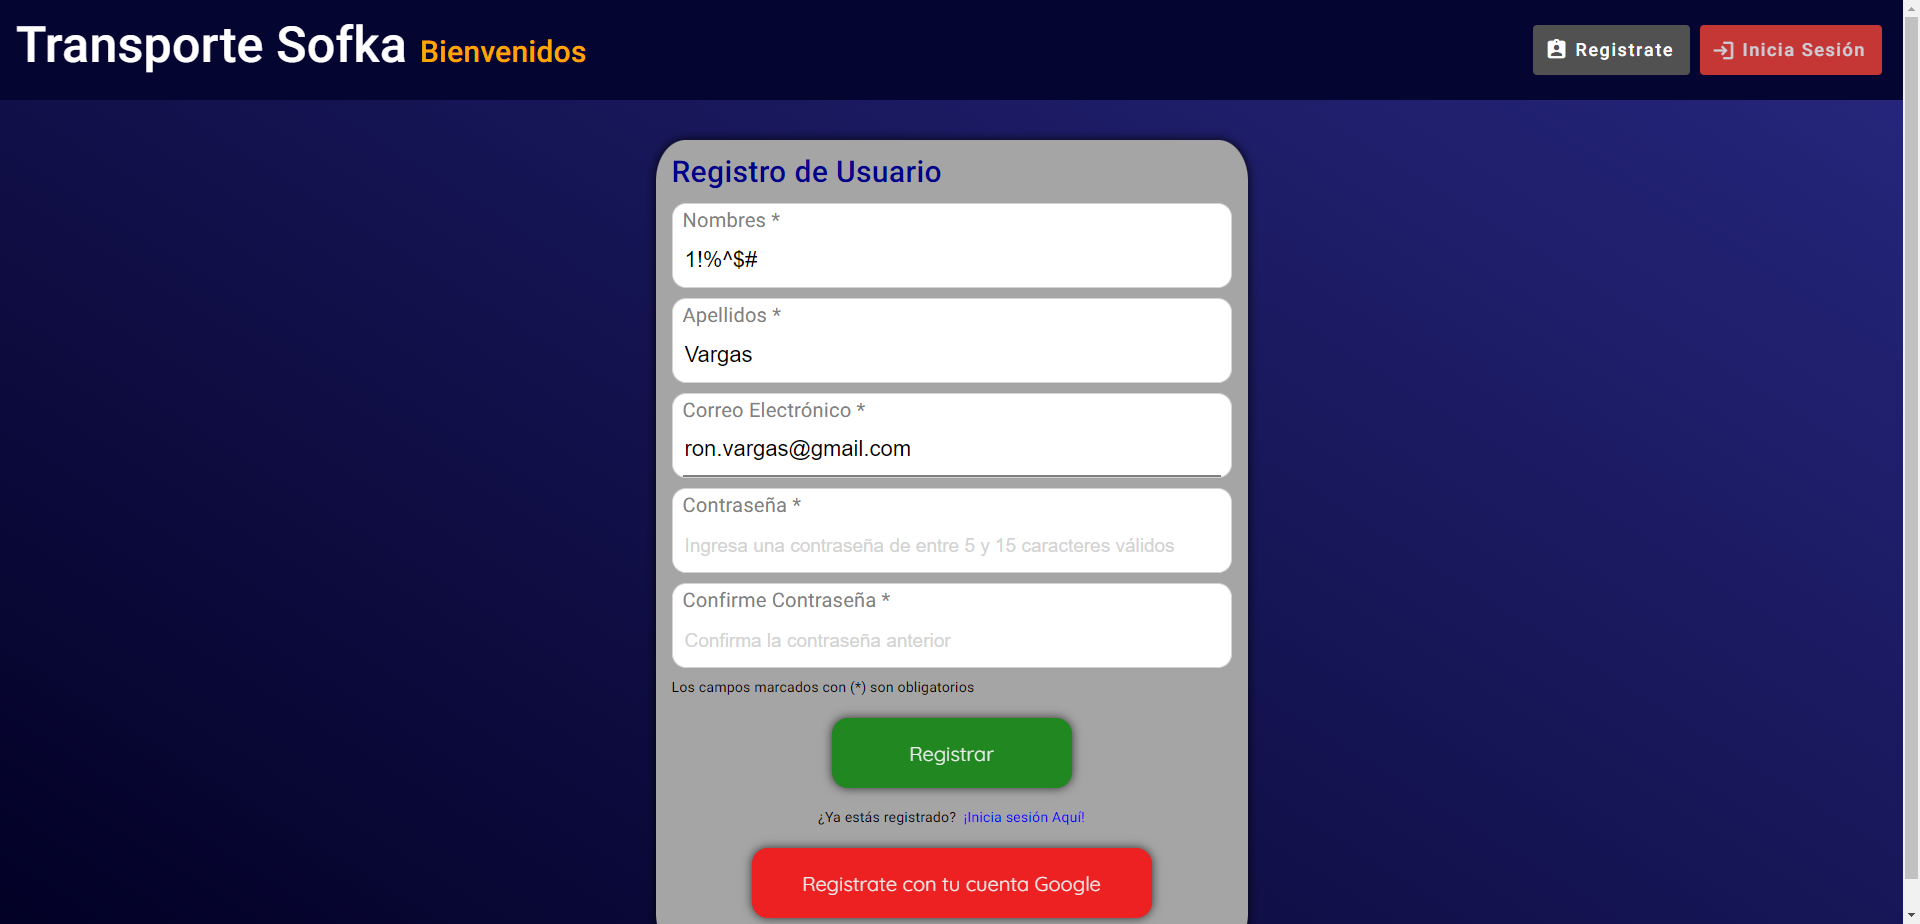 Transporte Sofka Bienvenidos
Registrate
Inicia Sesión
Registro de Usuario
Nombres *
1!%^$#
Apellidos *
Vargas
Correo Electrónico *
ron.vargas@gmail.com
Contraseña *
Ingresa una contraseña de entre 5 y 15 caracteres válidos
Confirme Contraseña *
Confirma la contraseña anterior
Los campos marcados con (*) son obligatorios
Registrar
¿Ya estás registrado? ¡Inicia sesión Aquí!
Registrate con tu cuenta Google